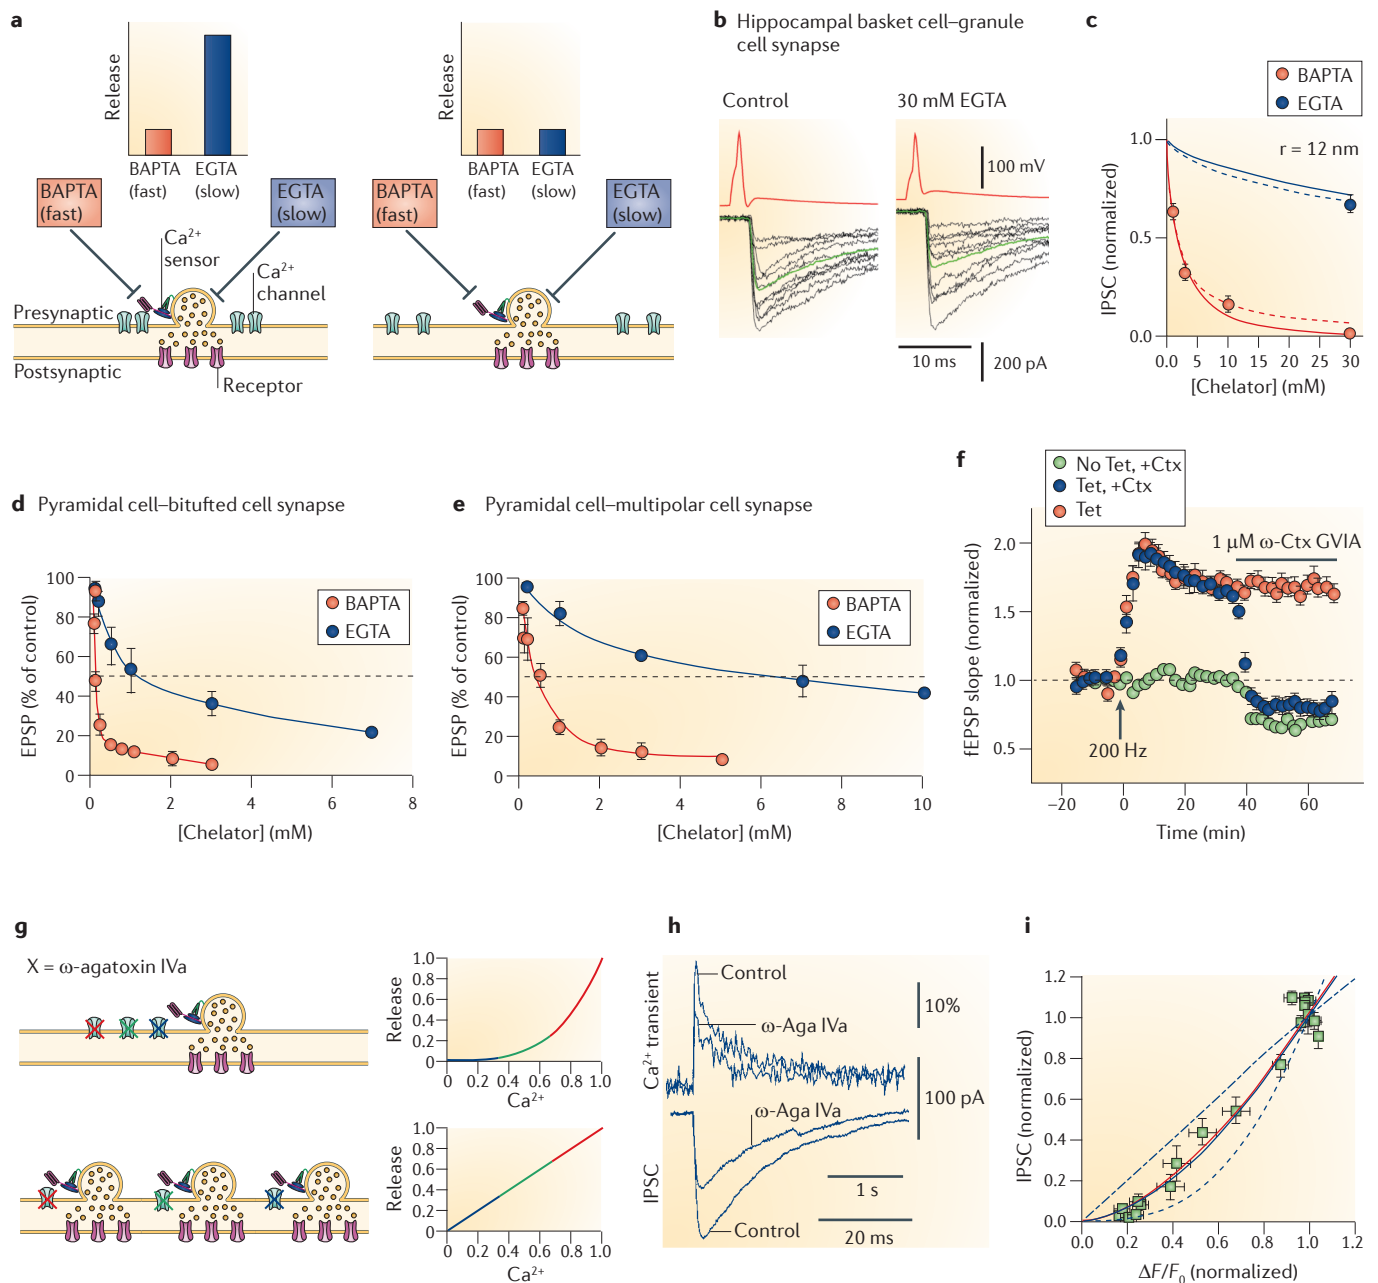 a
Release
BAPTA
(fast)
EGTA
(slow)
BAPTA
(fast)
EGTA
(slow)
Ca2+
sensor
Ca2+
channel
Presynaptic
Postsynaptic
Receptor
Release
BAPTA
(fast)
EGTA
(slow)
BAPTA
(fast)
EGTA
(slow)
b Hippocampal basket cell–granule
cell synapse
Control
30 mM EGTA
100 mV
10 ms
200 pA
c
BAPTA
EGTA
r = 12 nm
IPSC (normalized)
1.0
0.5
0
0.0 5 10 15 20 25 30
[Chelator] (mM)
d Pyramidal cell–bitufted cell synapse
BAPTA
EGTA
EPSP (% of control)
100
80
60
40
20
0
0 2 4 6 8
[Chelator] (mM)
e Pyramidal cell–multipolar cell synapse
BAPTA
EGTA
EPSP (% of control)
100
80
60
40
20
0
0 2 4 6 8 10
[Chelator] (mM)
f
No Tet, +Ctx
Tet, +Ctx
Tet
1 μM ω-Ctx GVIA
fEPSP slope (normalized)
2.0
1.5
1.0
0.5
200 Hz
–20 0 20 40 60
Time (min)
g
X = ω-agatoxin IVa
Release
1.0
0.8
0.6
0.4
0.2
0
0 0.2 0.4 0.6 0.8 1.0
Ca2+
Release
1.0
0.8
0.6
0.4
0.2
0
0 0.2 0.4 0.6 0.8 1.0
Ca2+
h
Ca2+ transient
Control
10%
ω-Aga IVa
100 pA
ω-Aga IVa
IPSC
1 s
Control
20 ms
i
IPSC (normalized)
1.2
1.0
0.8
0.6
0.4
0.2
0.0
0.0 0.2 0.4 0.6 0.8 1.0 1.2
ΔF/F0 (normalized)